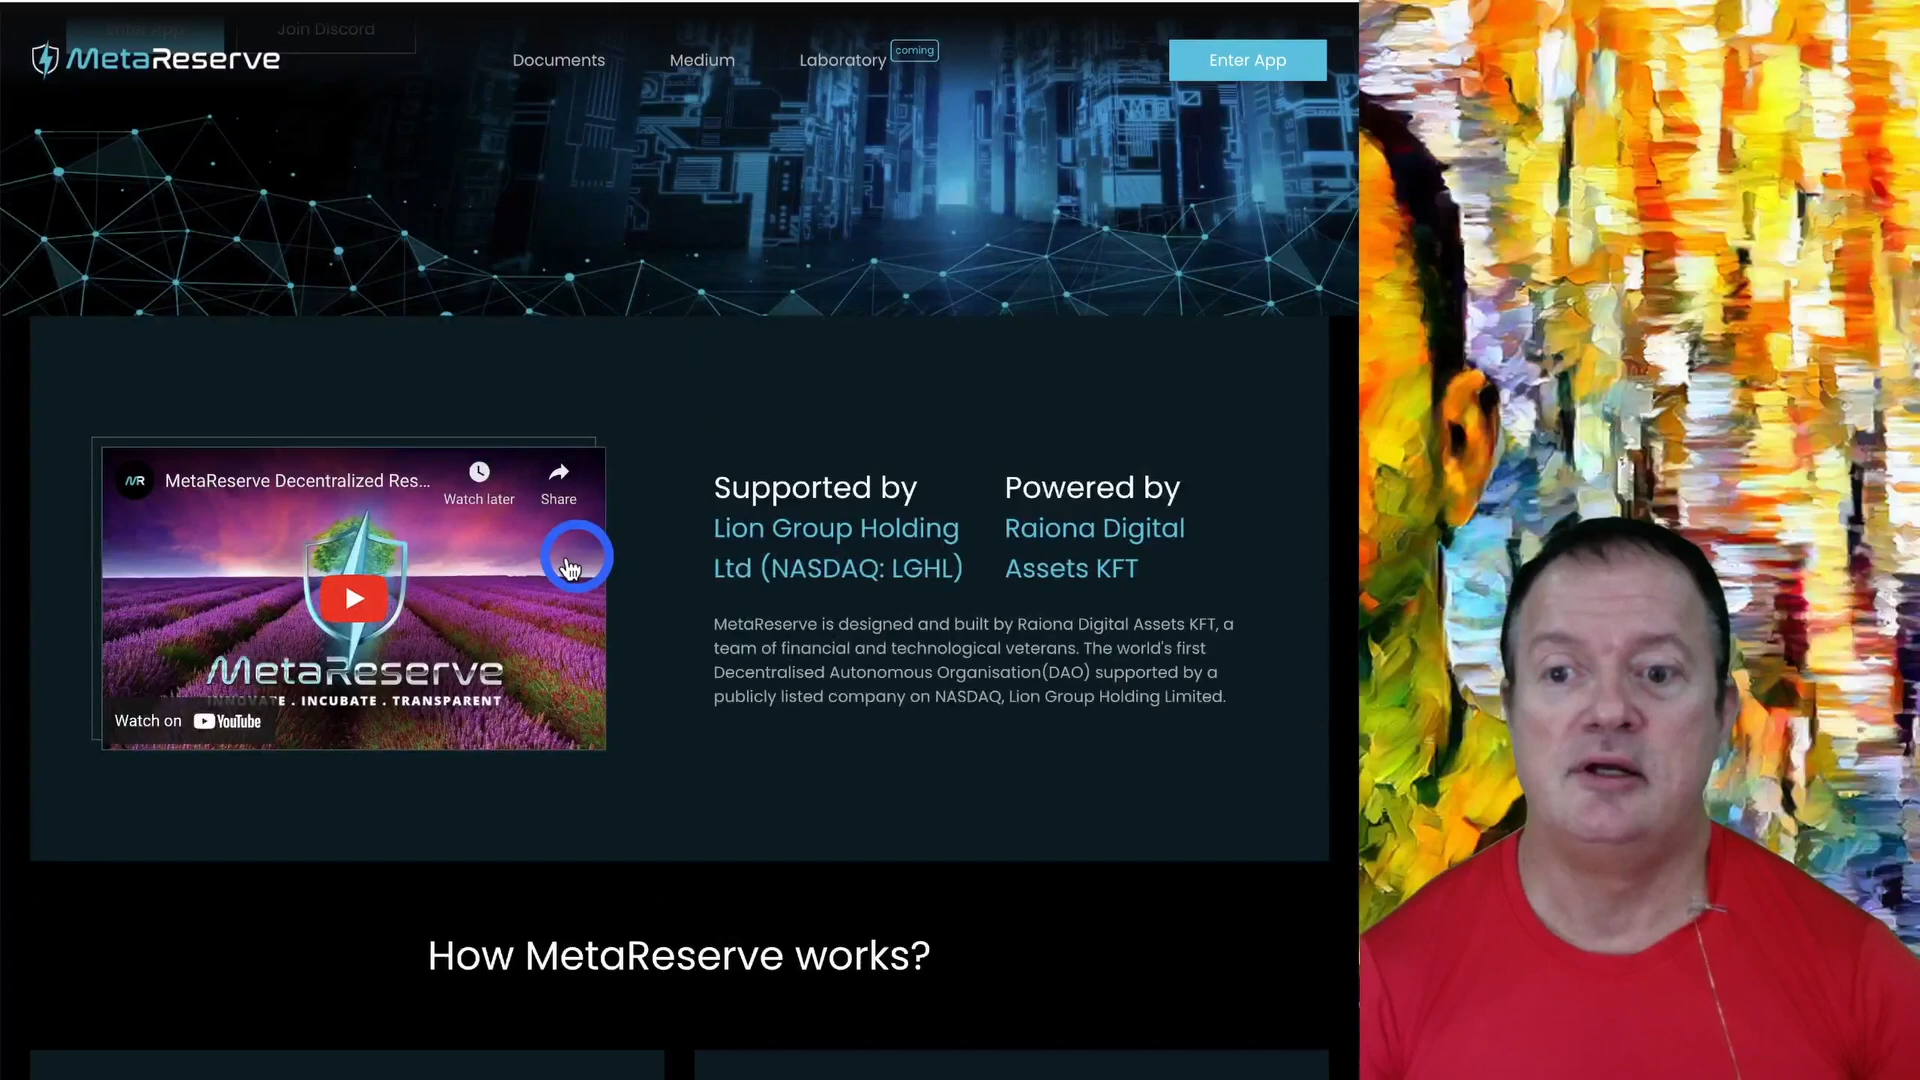 Enter App
Join Discord
MetaReserve
Documents
Medium
Laboratory
coming
Enter App
MR
MetaReserve Decentralized Res...
Watch later
Share
MetaReserve
INNOVATE . INCUBATE . TRANSPARENT
Watch on YouTube
Supported by
Lion Group Holding
Ltd (NASDAQ: LGHL)
Powered by
Raiona Digital
Assets KFT
MetaReserve is designed and built by Raiona Digital Assets KFT, a
team of financial and technological veterans. The world's first
Decentralised Autonomous Organisation(DAO) supported by a
publicly listed company on NASDAQ, Lion Group Holding Limited.
How MetaReserve works?